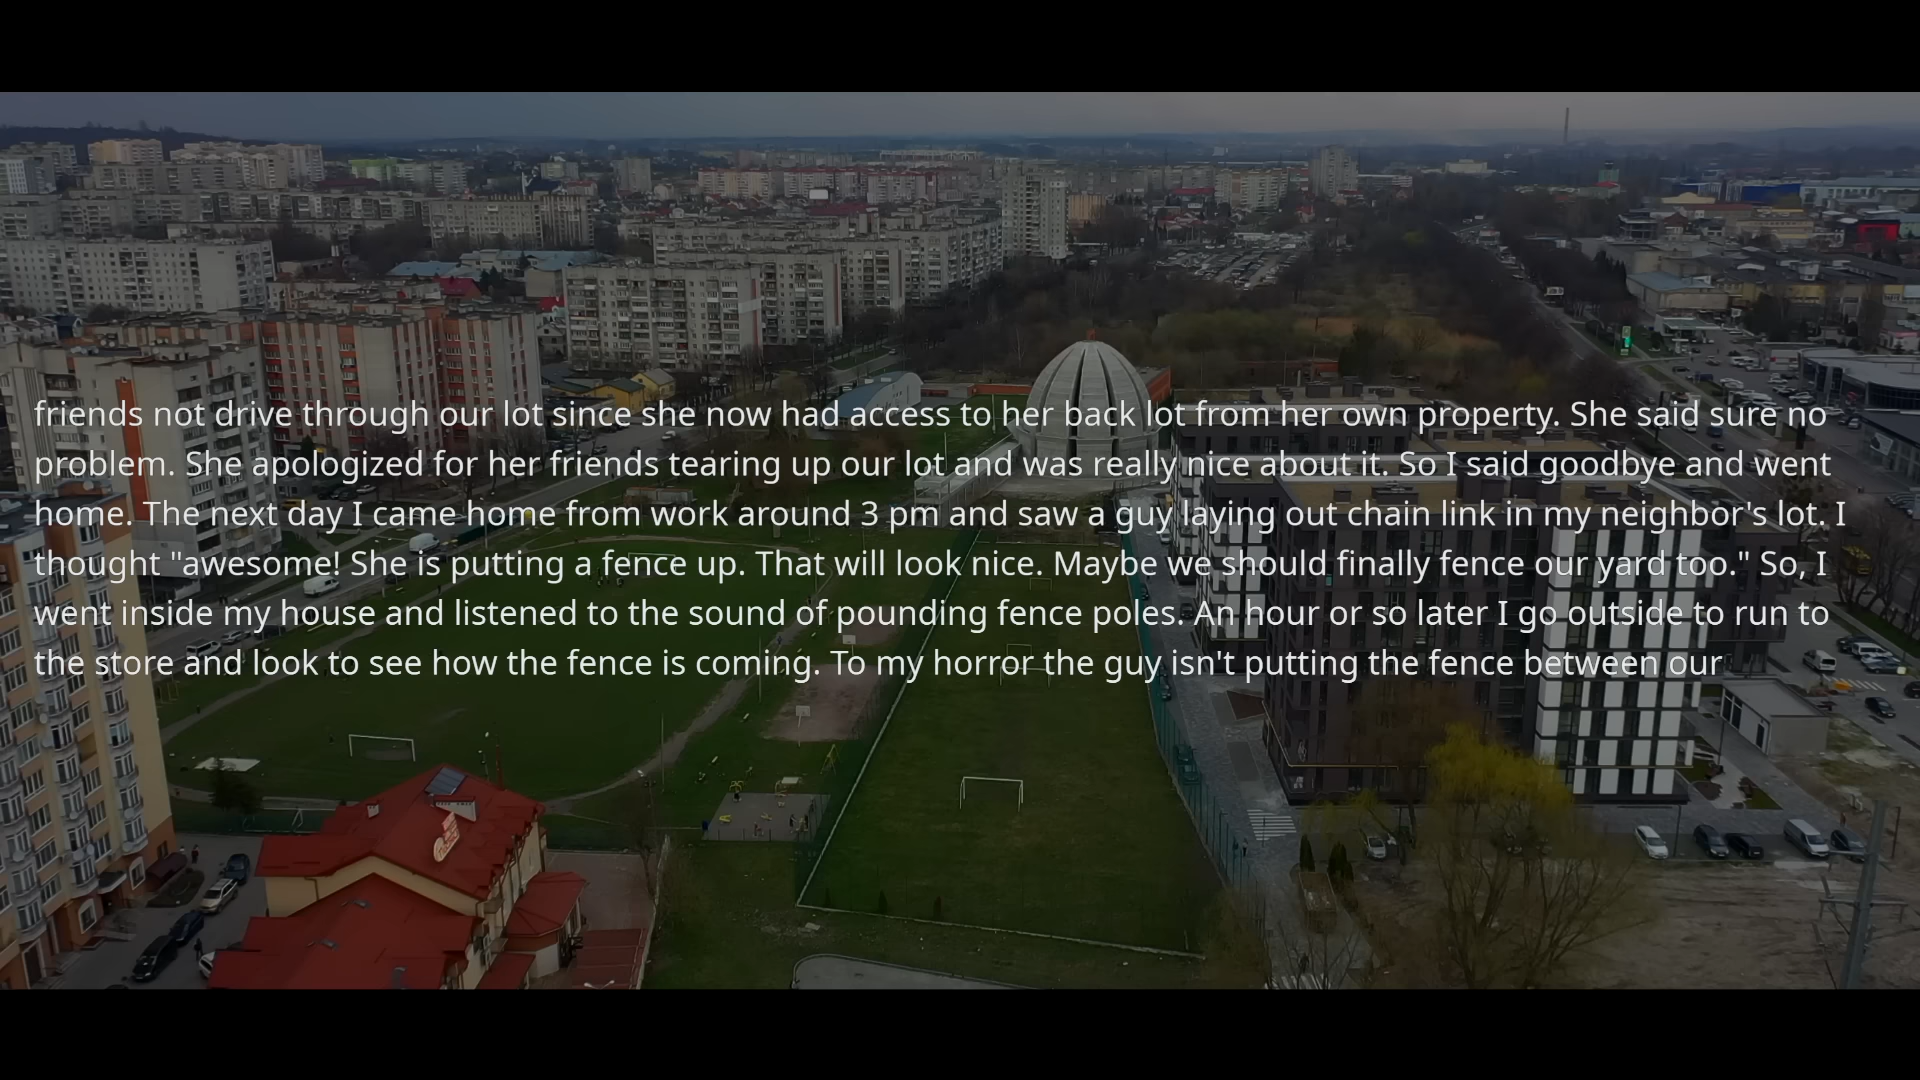 friends not drive through our lot since she now had access to her back lot from her own property. She said sure no
problem. She apologized for her friends tearing up our lot and was really nice about it. So I said goodbye and went
home. The next day I came home from work around 3 pm and saw a guy laying out chain link in my neighbor's lot. I
thought "awesome! She is putting a fence up. That will look nice. Maybe we should finally fence our yard too." So, I
went inside my house and listened to the sound of pounding fence poles. An hour or so later I go outside to run to
the store and look to see how the fence is coming. To my horror the guy isn't putting the fence between our